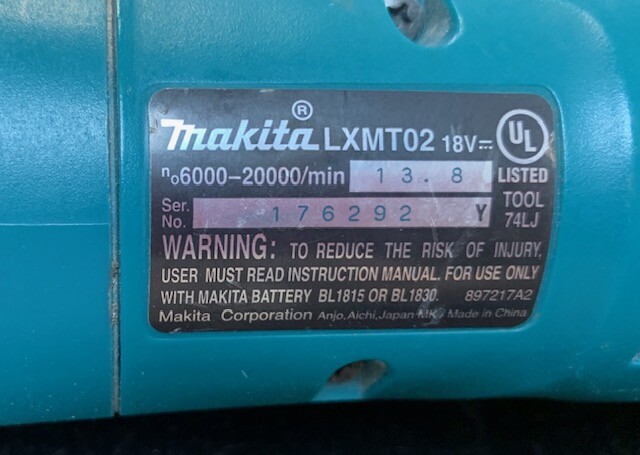 makita® LXMT02 18V⎓ UL
n₀6000–20000/min 13.8 LISTED
Ser. No. 176292 Y TOOL 74LJ
WARNING: TO REDUCE THE RISK OF INJURY,
USER MUST READ INSTRUCTION MANUAL. FOR USE ONLY
WITH MAKITA BATTERY BL1815 OR BL1830. 897217A2
Makita Corporation Anjo,Aichi,Japan MK Made in China